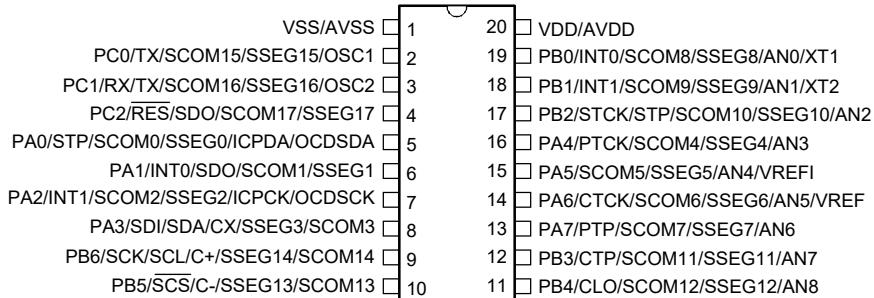 VSS/AVSS 1 20 VDD/AVDD
PC0/TX/SCOM15/SSEG15/OSC1 2 19 PB0/INT0/SCOM8/SSEG8/AN0/XT1
PC1/RX/TX/SCOM16/SSEG16/OSC2 3 18 PB1/INT1/SCOM9/SSEG9/AN1/XT2
PC2/RES/SDO/SCOM17/SSEG17 4 17 PB2/STCK/STP/SCOM10/SSEG10/AN2
PA0/STP/SCOM0/SSEG0/ICPDA/OCDSDA 5 16 PA4/PTCK/SCOM4/SSEG4/AN3
PA1/INT0/SDO/SCOM1/SSEG1 6 15 PA5/SCOM5/SSEG5/AN4/VREFI
PA2/INT1/SCOM2/SSEG2/ICPCK/OCDSCK 7 14 PA6/CTCK/SCOM6/SSEG6/AN5/VREF
PA3/SDI/SDA/CX/SSEG3/SCOM3 8 13 PA7/PTP/SCOM7/SSEG7/AN6
PB6/SCK/SCL/C+/SSEG14/SCOM14 9 12 PB3/CTP/SCOM11/SSEG11/AN7
PB5/SCS/C-/SSEG13/SCOM13 10 11 PB4/CLO/SCOM12/SSEG12/AN8